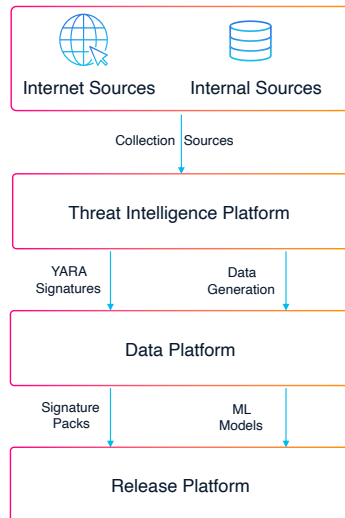 Internet Sources Internal Sources
Collection Sources
Threat Intelligence Platform
YARA
Signatures
Data
Generation
Data Platform
Signature
Packs
ML
Models
Release Platform